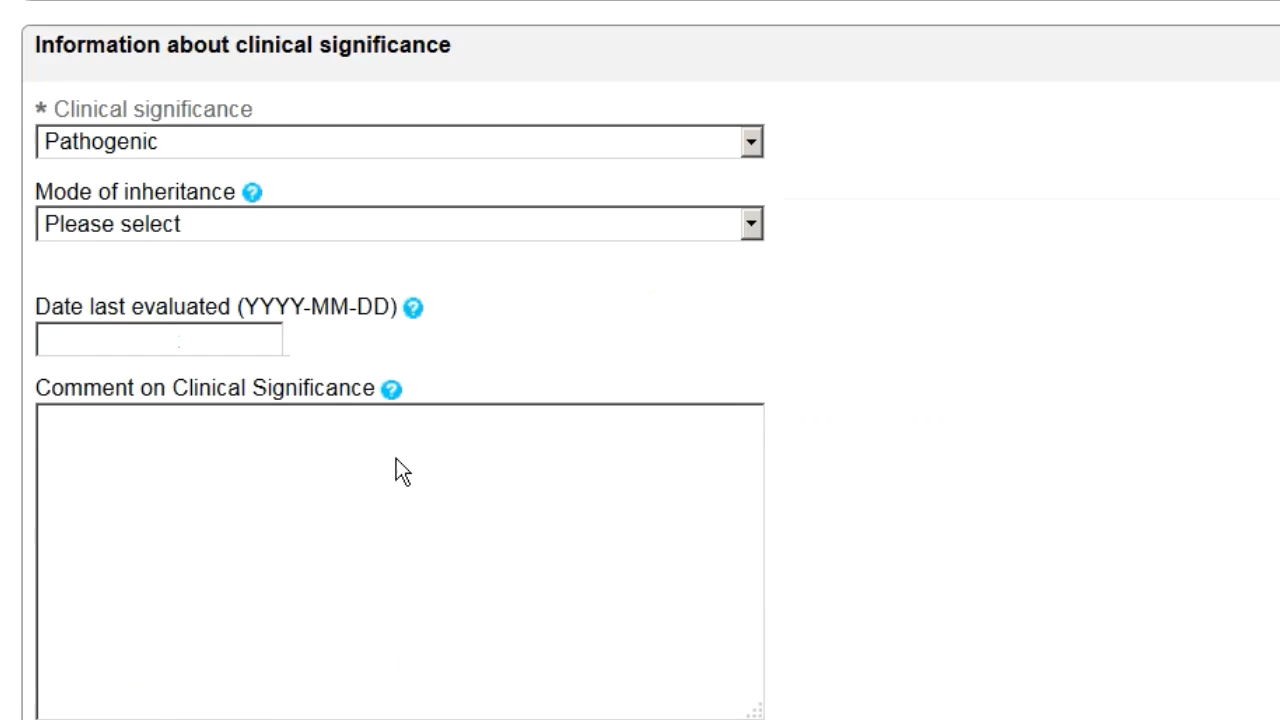 Information about clinical significance
* Clinical significance
Pathogenic
Mode of inheritance ?
Please select
Date last evaluated (YYYY-MM-DD) ?
Comment on Clinical Significance ?